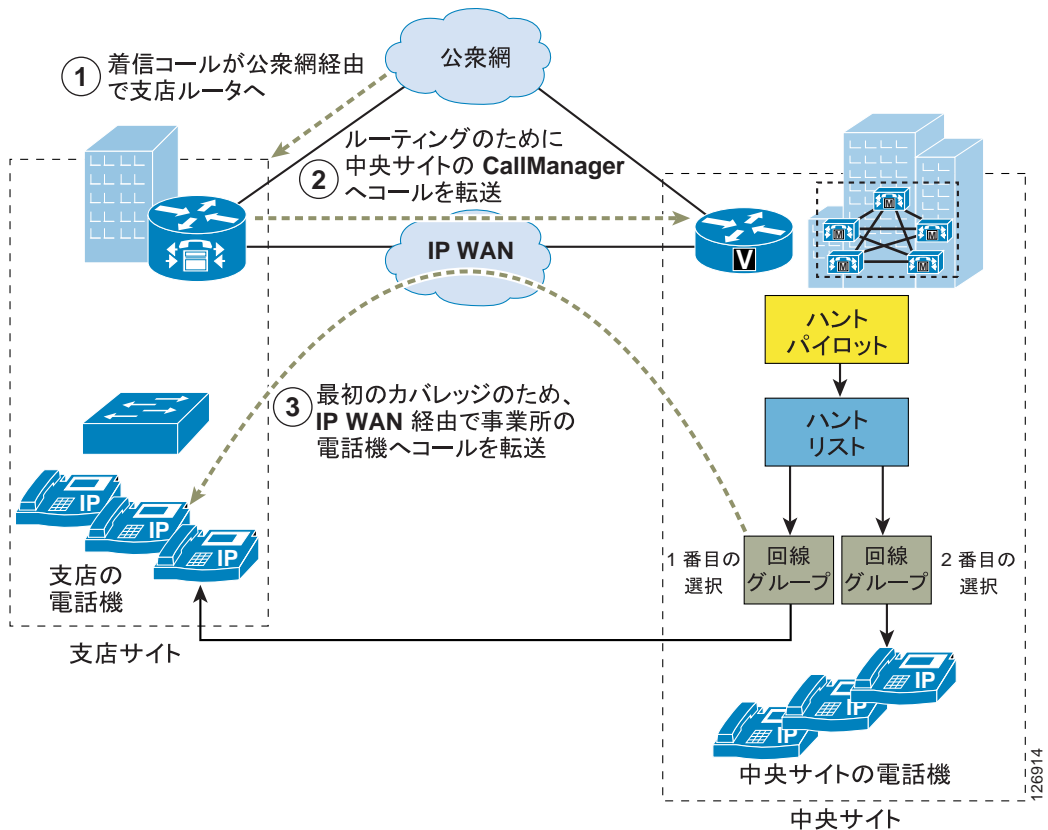 公衆網
1
着信コールが公衆網経由
で支店ルータへ
2
ルーティングのために
中央サイトの CallManager
へコールを転送
M
M
M
M
M
V
IP WAN
ハント
パイロット
3
最初のカバレッジのため、
IP WAN 経由で事業所の
電話機へコールを転送
ハント
リスト
IP
IP
IP
1 番目の
選択
回線
グループ
回線
グループ
2 番目の
選択
支店の
電話機
支店サイト
IP
IP
IP
中央サイトの電話機
中央サイト
126914